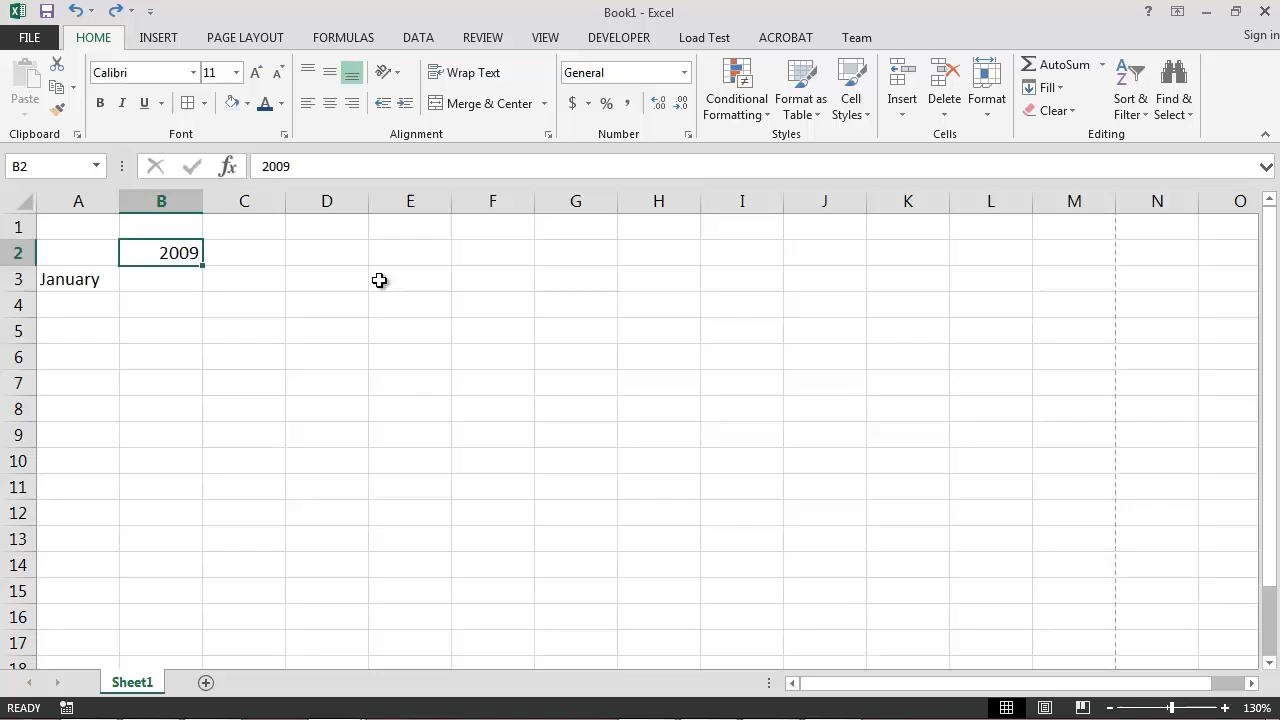 Book1 - Excel
Sign in
FILE HOME INSERT PAGE LAYOUT FORMULAS DATA REVIEW VIEW DEVELOPER Load Test ACROBAT Team
Paste
Clipboard
Calibri 11
B I U
Font
Wrap Text
Merge & Center
Alignment
General
$ % ,
Number
Conditional Formatting
Format as Table
Cell Styles
Styles
Insert Delete Format
Cells
AutoSum
Fill
Clear
Sort & Filter
Find & Select
Editing
B2 fx 2009
A B C D E F G H I J K L M N O
1
2 2009
3 January
4
5
6
7
8
9
10
11
12
13
14
15
16
17
18
Sheet1
READY 130%